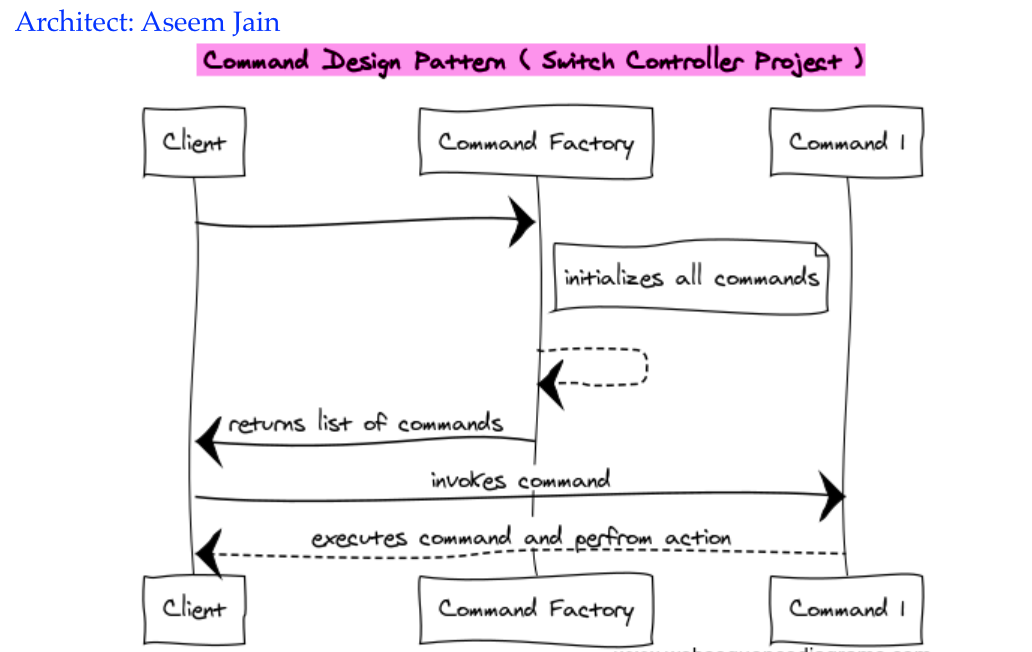 Architect: Aseem Jain
Command Design Pattern ( Switch Controller Project )
Client
Command Factory
Command 1
initializes all commands
returns list of commands
invokes command
executes command and perfrom action
Client
Command Factory
Command 1